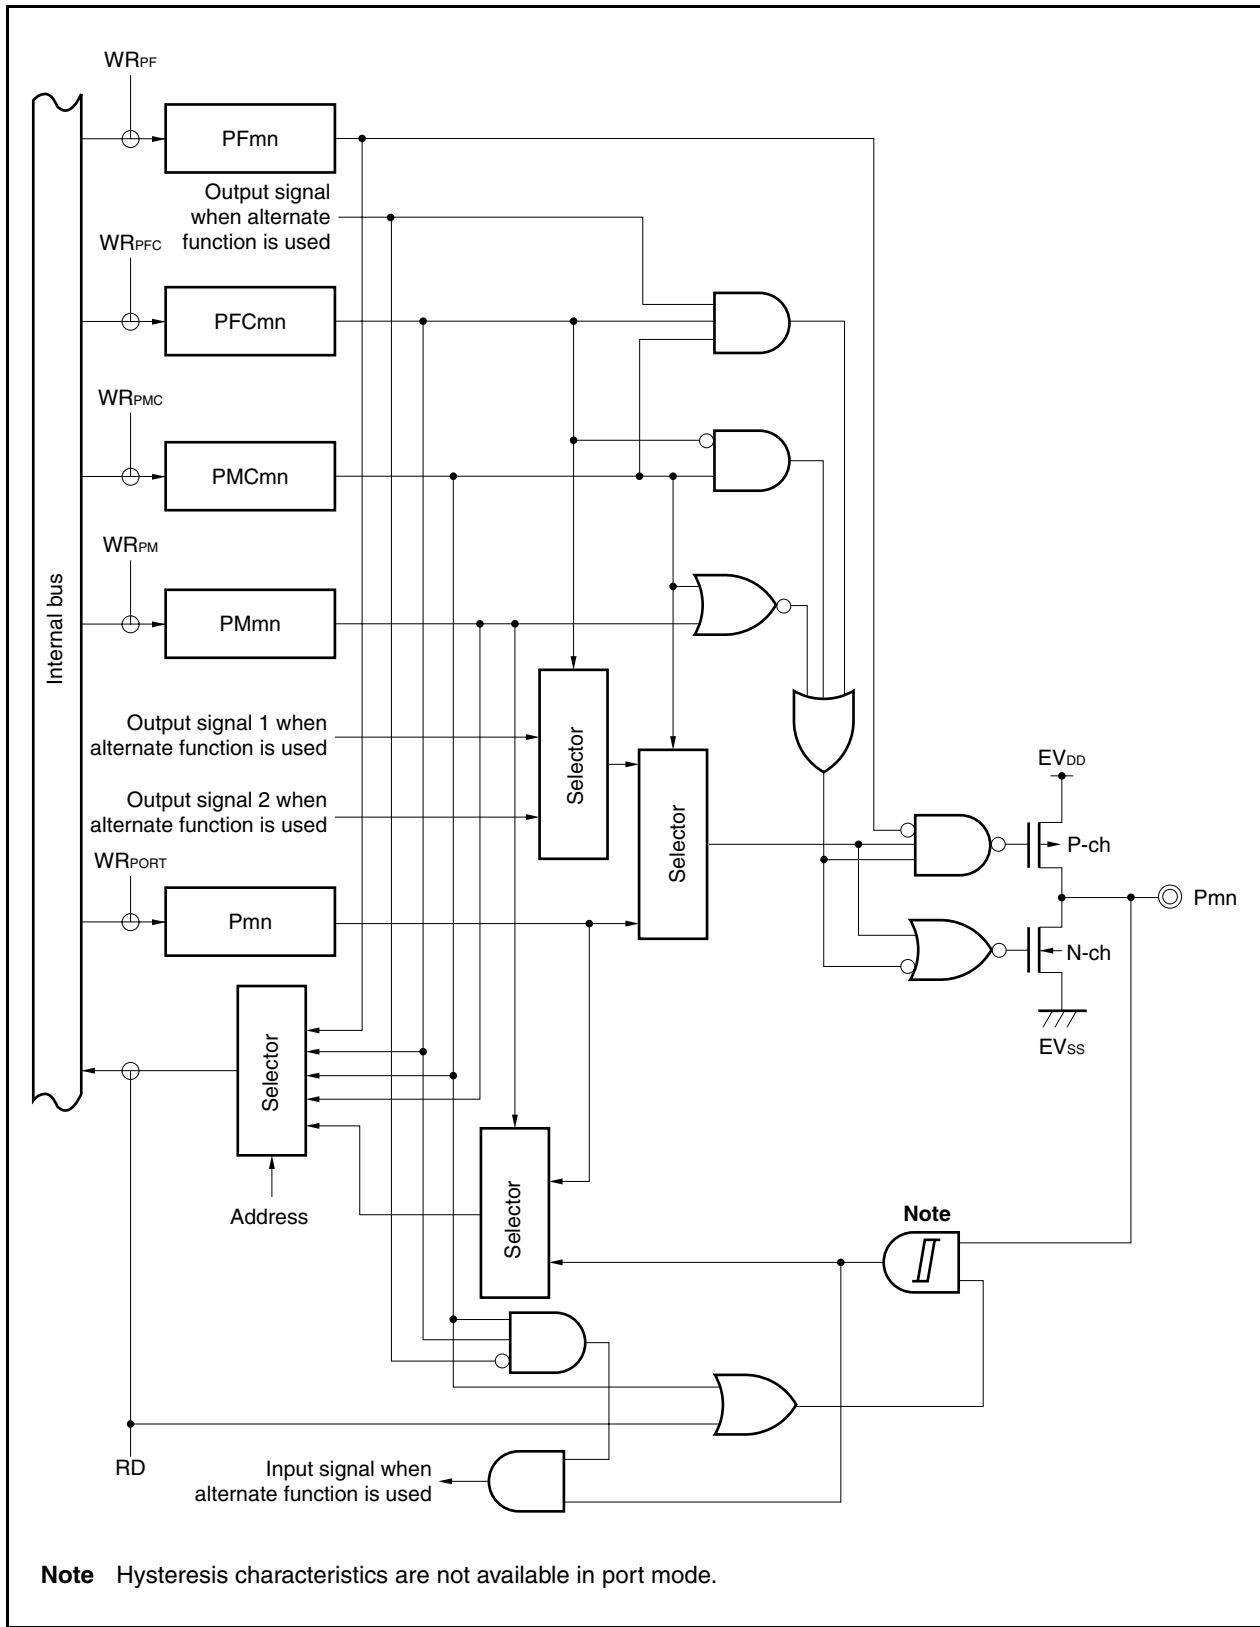 WRPF
PFmn
Output signal
when alternate
function is used
WRPFC
PFCmn
WRPMC
PMCmn
WRPM
PMmn
Internal bus
Output signal 1 when
alternate function is used
Output signal 2 when
alternate function is used
Selector
Selector
WRPORT
Pmn
EVDD
P-ch
Pmn
N-ch
EVSS
Selector
Address
Selector
Note
RD
Input signal when
alternate function is used
Note Hysteresis characteristics are not available in port mode.